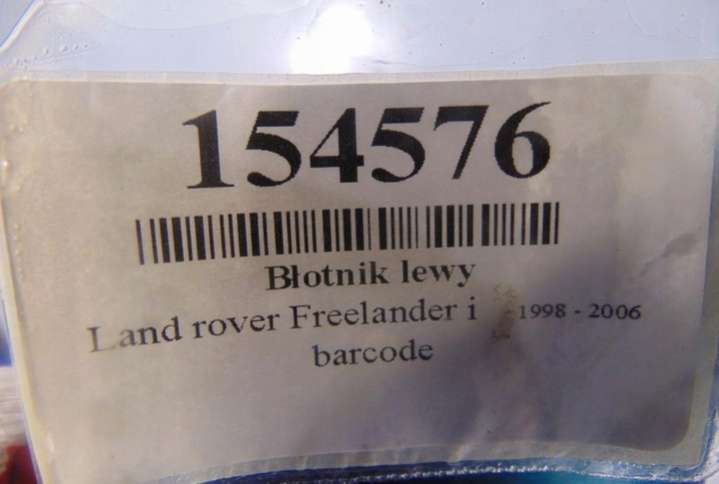 154576
Błotnik lewy
Land rover Freelander i 1998 - 2006
barcode